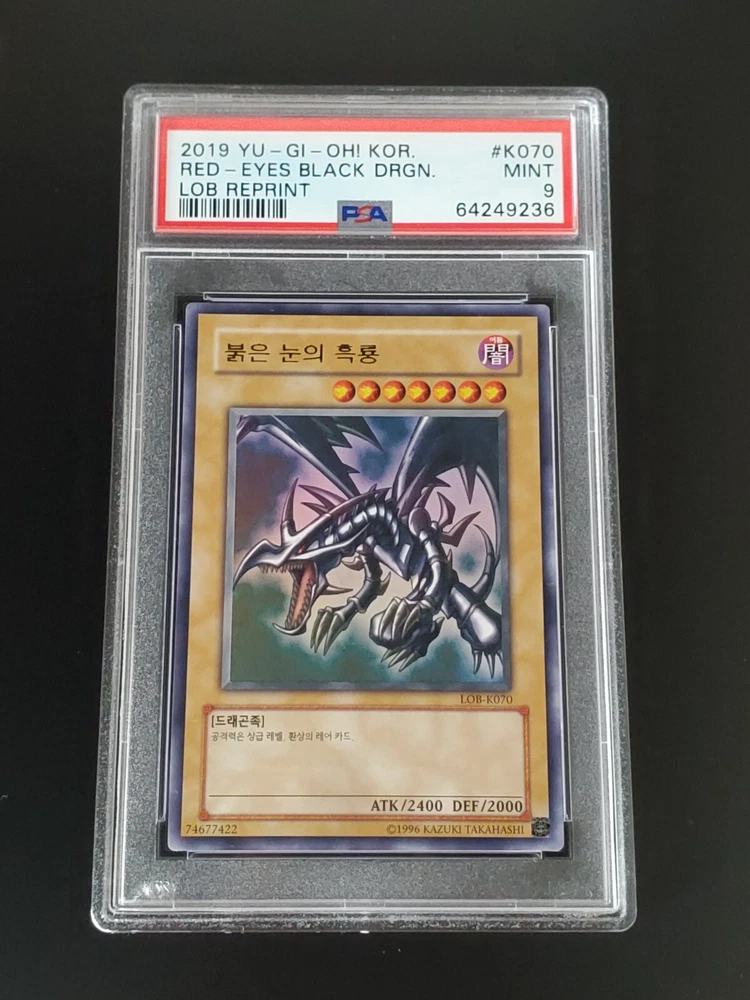 2019 YU-GI-OH! KOR. #K070
RED-EYES BLACK DRGN. MINT
LOB REPRINT 9
PSA 64249236
붉은 눈의 흑룡
어둠
闇
LOB-K070
[드래곤족]
공격력은 상급 레벨, 환상의 레어 카드.
ATK/2400 DEF/2000
74677422 ©1996 KAZUKI TAKAHASHI